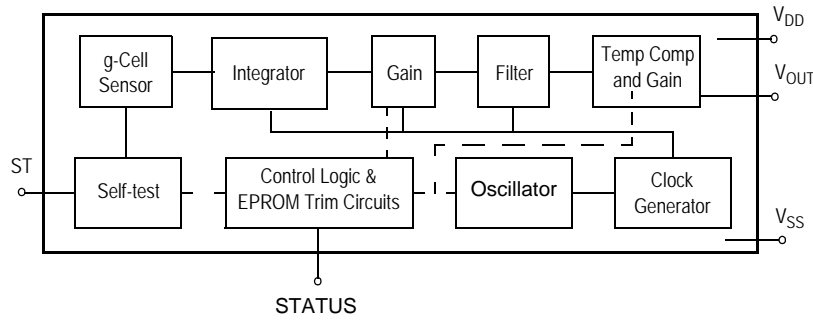 V_DD
g-Cell
Sensor
Integrator
Gain
Filter
Temp Comp
and Gain
V_OUT
ST
Self-test
Control Logic &
EPROM Trim Circuits
Oscillator
Clock
Generator
V_SS
STATUS